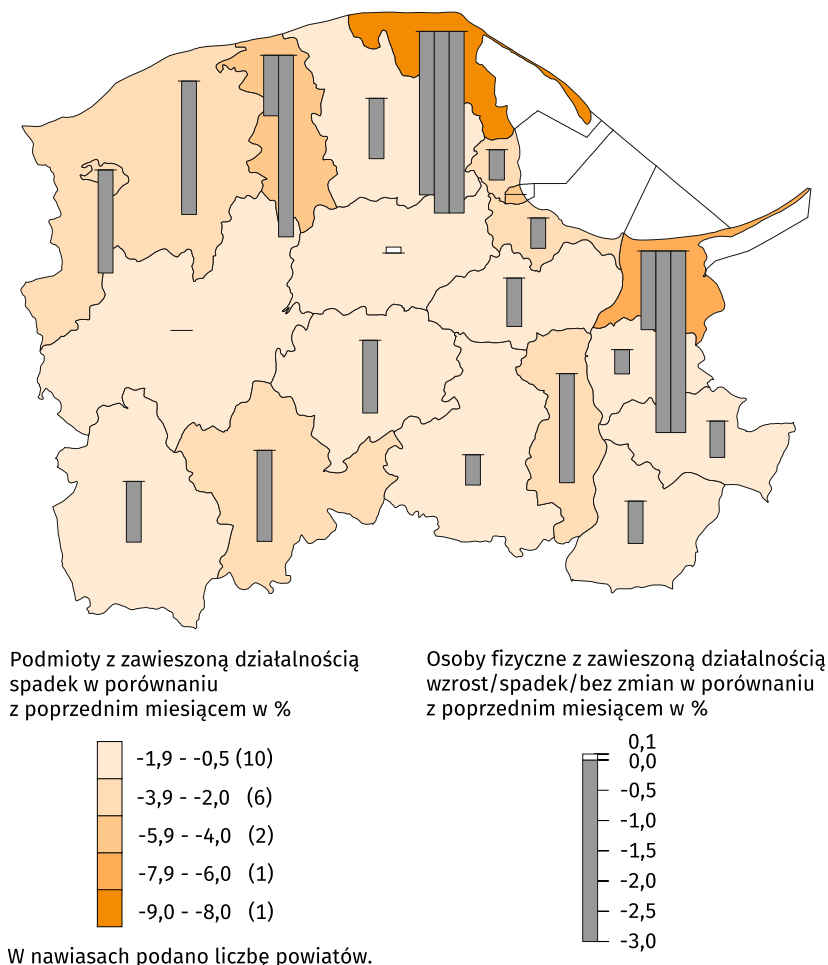 Podmioty z zawieszoną działalnością
spadek w porównaniu
z poprzednim miesiącem w %
-1,9 - -0,5 (10)
-3,9 - -2,0 (6)
-5,9 - -4,0 (2)
-7,9 - -6,0 (1)
-9,0 - -8,0 (1)
W nawiasach podano liczbę powiatów.
Osoby fizyczne z zawieszoną działalnością
wzrost/spadek/bez zmian w porównaniu
z poprzednim miesiącem w %
0,1
0,0
-0,5
-1,0
-1,5
-2,0
-2,5
-3,0